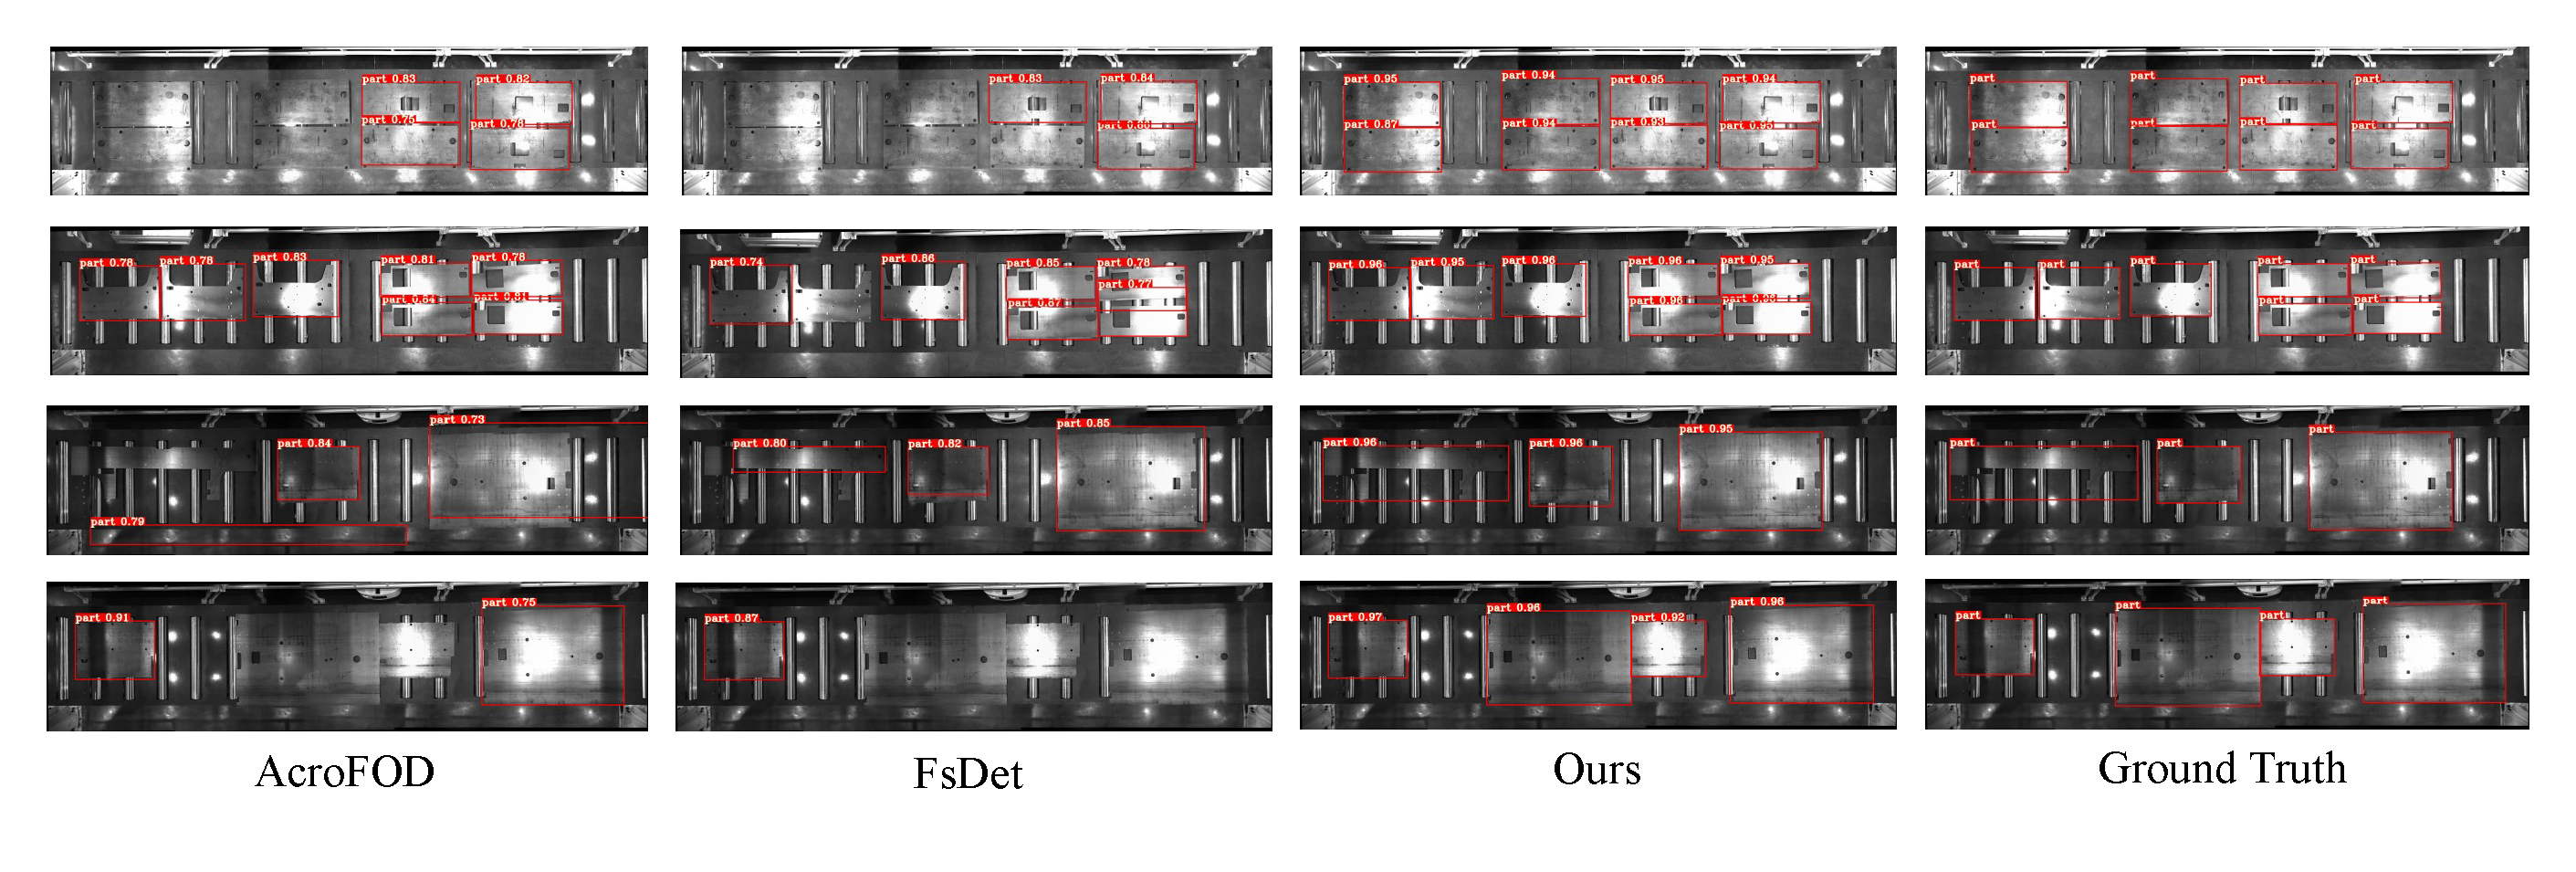 part 0.83 part 0.82
part 0.75 part 0.78
part 0.83 part 0.84
part 0.80
part 0.95 part 0.94 part 0.95 part 0.94
part 0.87 part 0.94 part 0.93 part 0.95
part part part part
part part part part
part 0.78 part 0.78 part 0.83 part 0.81 part 0.78
part 0.84 part 0.81
part 0.74 part 0.86 part 0.85 part 0.78
part 0.87 part 0.77
part 0.96 part 0.95 part 0.96 part 0.96 part 0.95
part 0.96 part 0.96
part part part part part
part part
part 0.84 part 0.73
part 0.79
part 0.80 part 0.82 part 0.85
part 0.96 part 0.96 part 0.95
part part part
part 0.91 part 0.75
part 0.87
part 0.97 part 0.96 part 0.92 part 0.96
part part part part
AcroFOD FsDet Ours Ground Truth